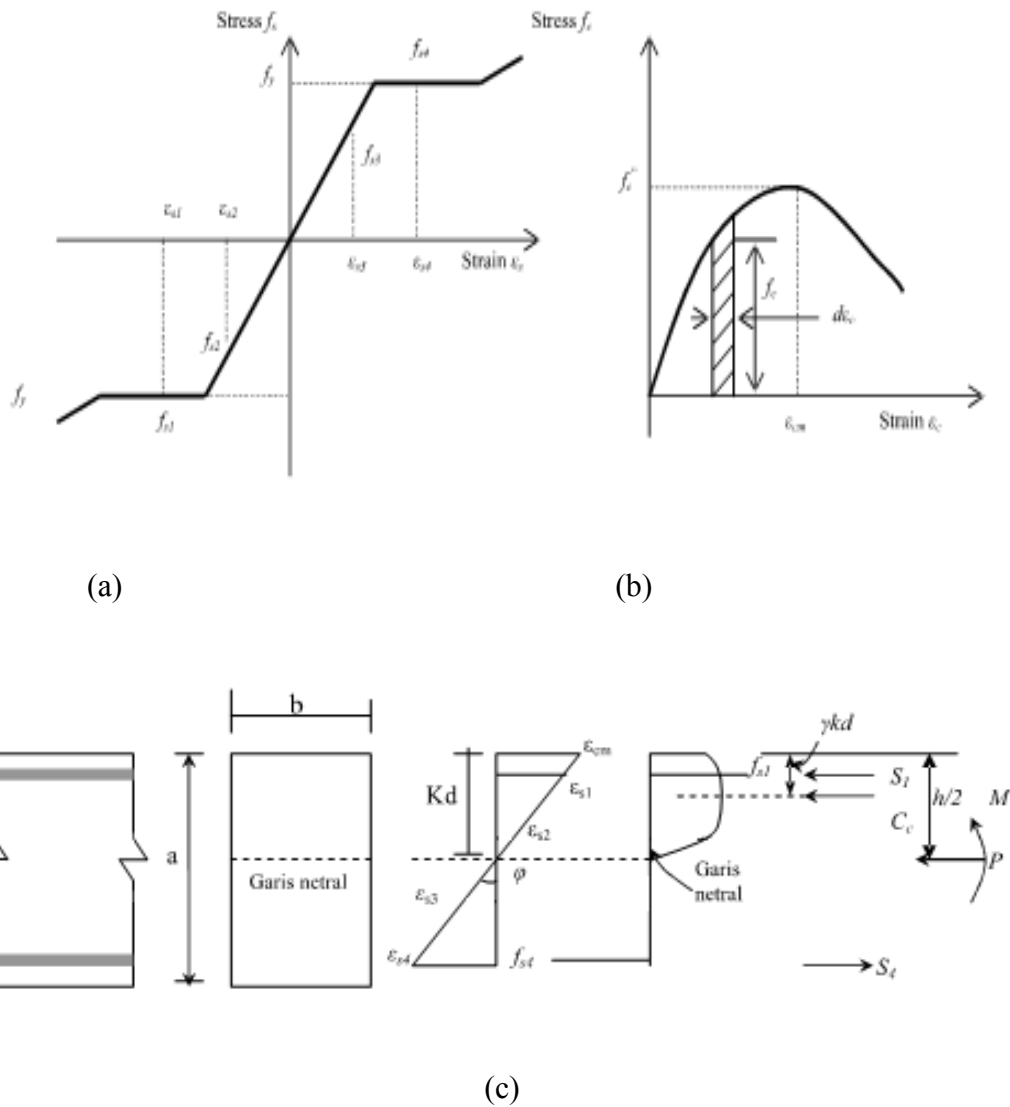 Stress fs
Stress fc
fs4
fy
fs3
f"c
εs1
εs2
εs3
εs4
Strain εs
fc
dεc
fs2
fy
fs1
εcm
Strain εc
(a)
(b)
b
γkd
εcm
fs1
S1
εs1
Kd
h/2
M
εs2
Cc
a
P
Garis netral
φ
Garis
netral
εs3
εs4
fs4
S4
(c)